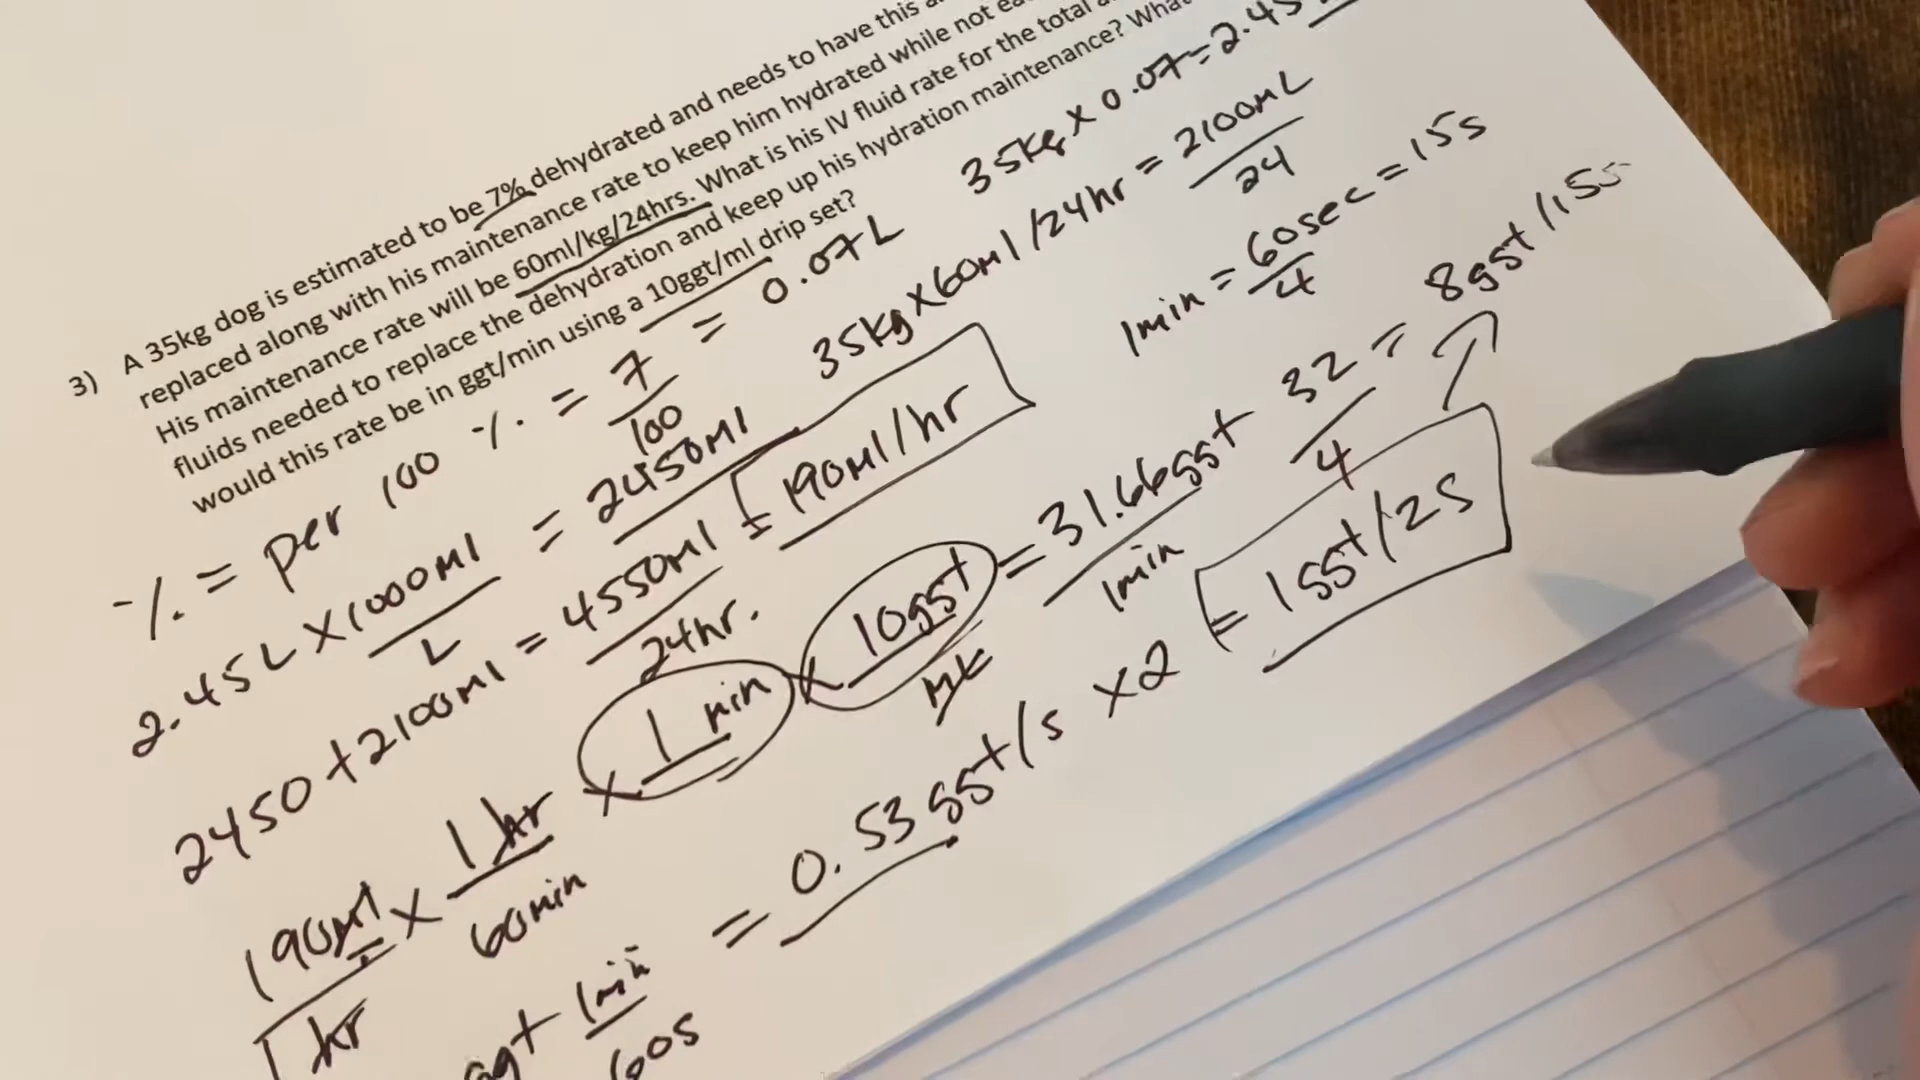 3) A 35kg dog is estimated to be 7% dehydrated and needs to have this
replaced along with his maintenance rate to keep him hydrated while not
His maintenance rate will be 60ml/kg/24hrs. What is his IV fluid rate for the total
fluids needed to replace the dehydration and keep up his hydration maintenance?
would this rate be in ggt/min using a 10ggt/ml drip set?
35kg x 0.07=2.45
% = per 100 % = 7/100 = 0.07L
35kg x 60ml/24hr = 2100mL/24
2.45L x 1000ml/L = 2450ml
1min = 60sec/4 = 15s
2450+2100ml = 4550ml/24hr. = 190ml/hr
190ml/1hr x 1hr/60min x 1min x 10ggt/ml = 31.66ggt/1min
32/4 = 8ggt/15s
ggt 1min/60s = 0.53ggt/s x2 = 1ggt/2s